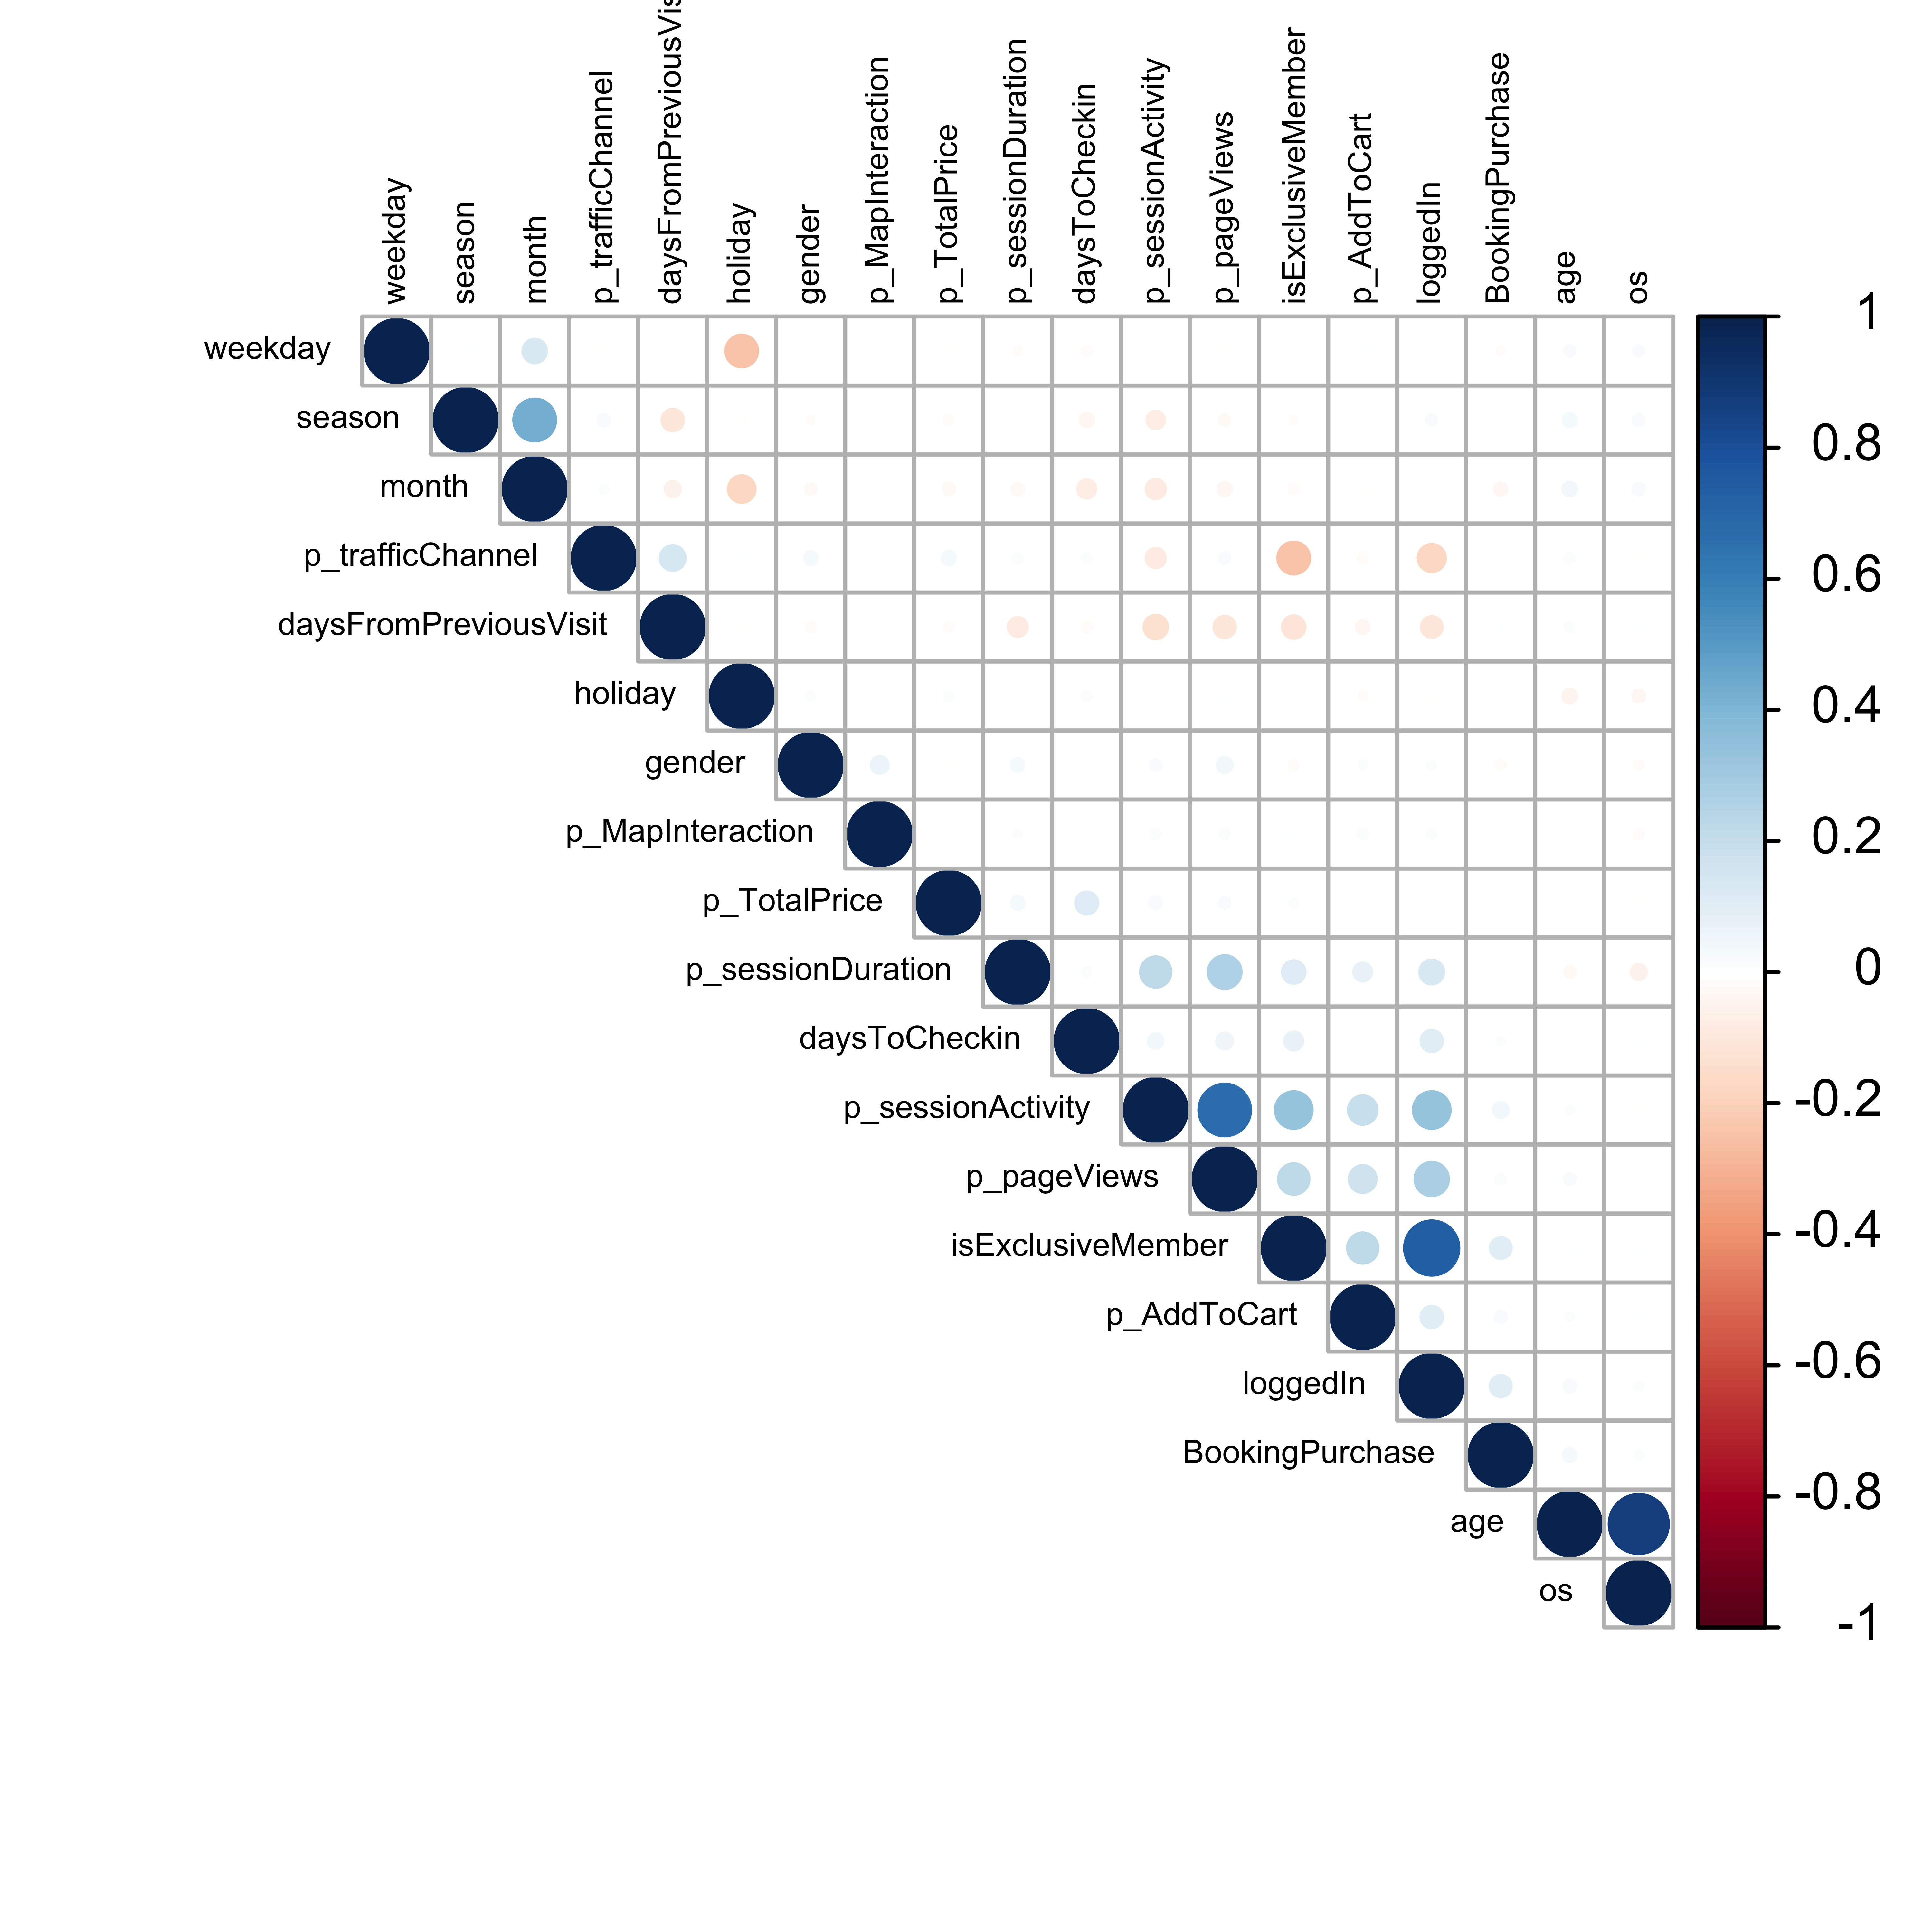 weekday
season
month
p_trafficChannel
daysFromPreviousVis
holiday
gender
p_MapInteraction
p_TotalPrice
p_sessionDuration
daysToCheckin
p_sessionActivity
p_pageViews
isExclusiveMember
p_AddToCart
loggedIn
BookingPurchase
age
os
weekday
season
month
p_trafficChannel
daysFromPreviousVisit
holiday
gender
p_MapInteraction
p_TotalPrice
p_sessionDuration
daysToCheckin
p_sessionActivity
p_pageViews
isExclusiveMember
p_AddToCart
loggedIn
BookingPurchase
age
os
1
0.8
0.6
0.4
0.2
0
-0.2
-0.4
-0.6
-0.8
-1